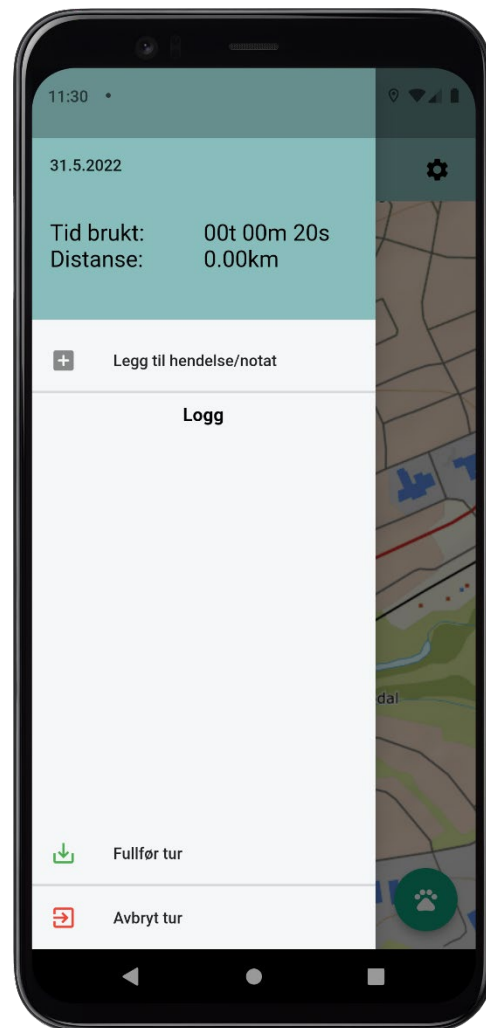 11:30
31.5.2022
Tid brukt: 00t 00m 20s
Distanse: 0.00km
Legg til hendelse/notat
Logg
dal
Fullfør tur
Avbryt tur